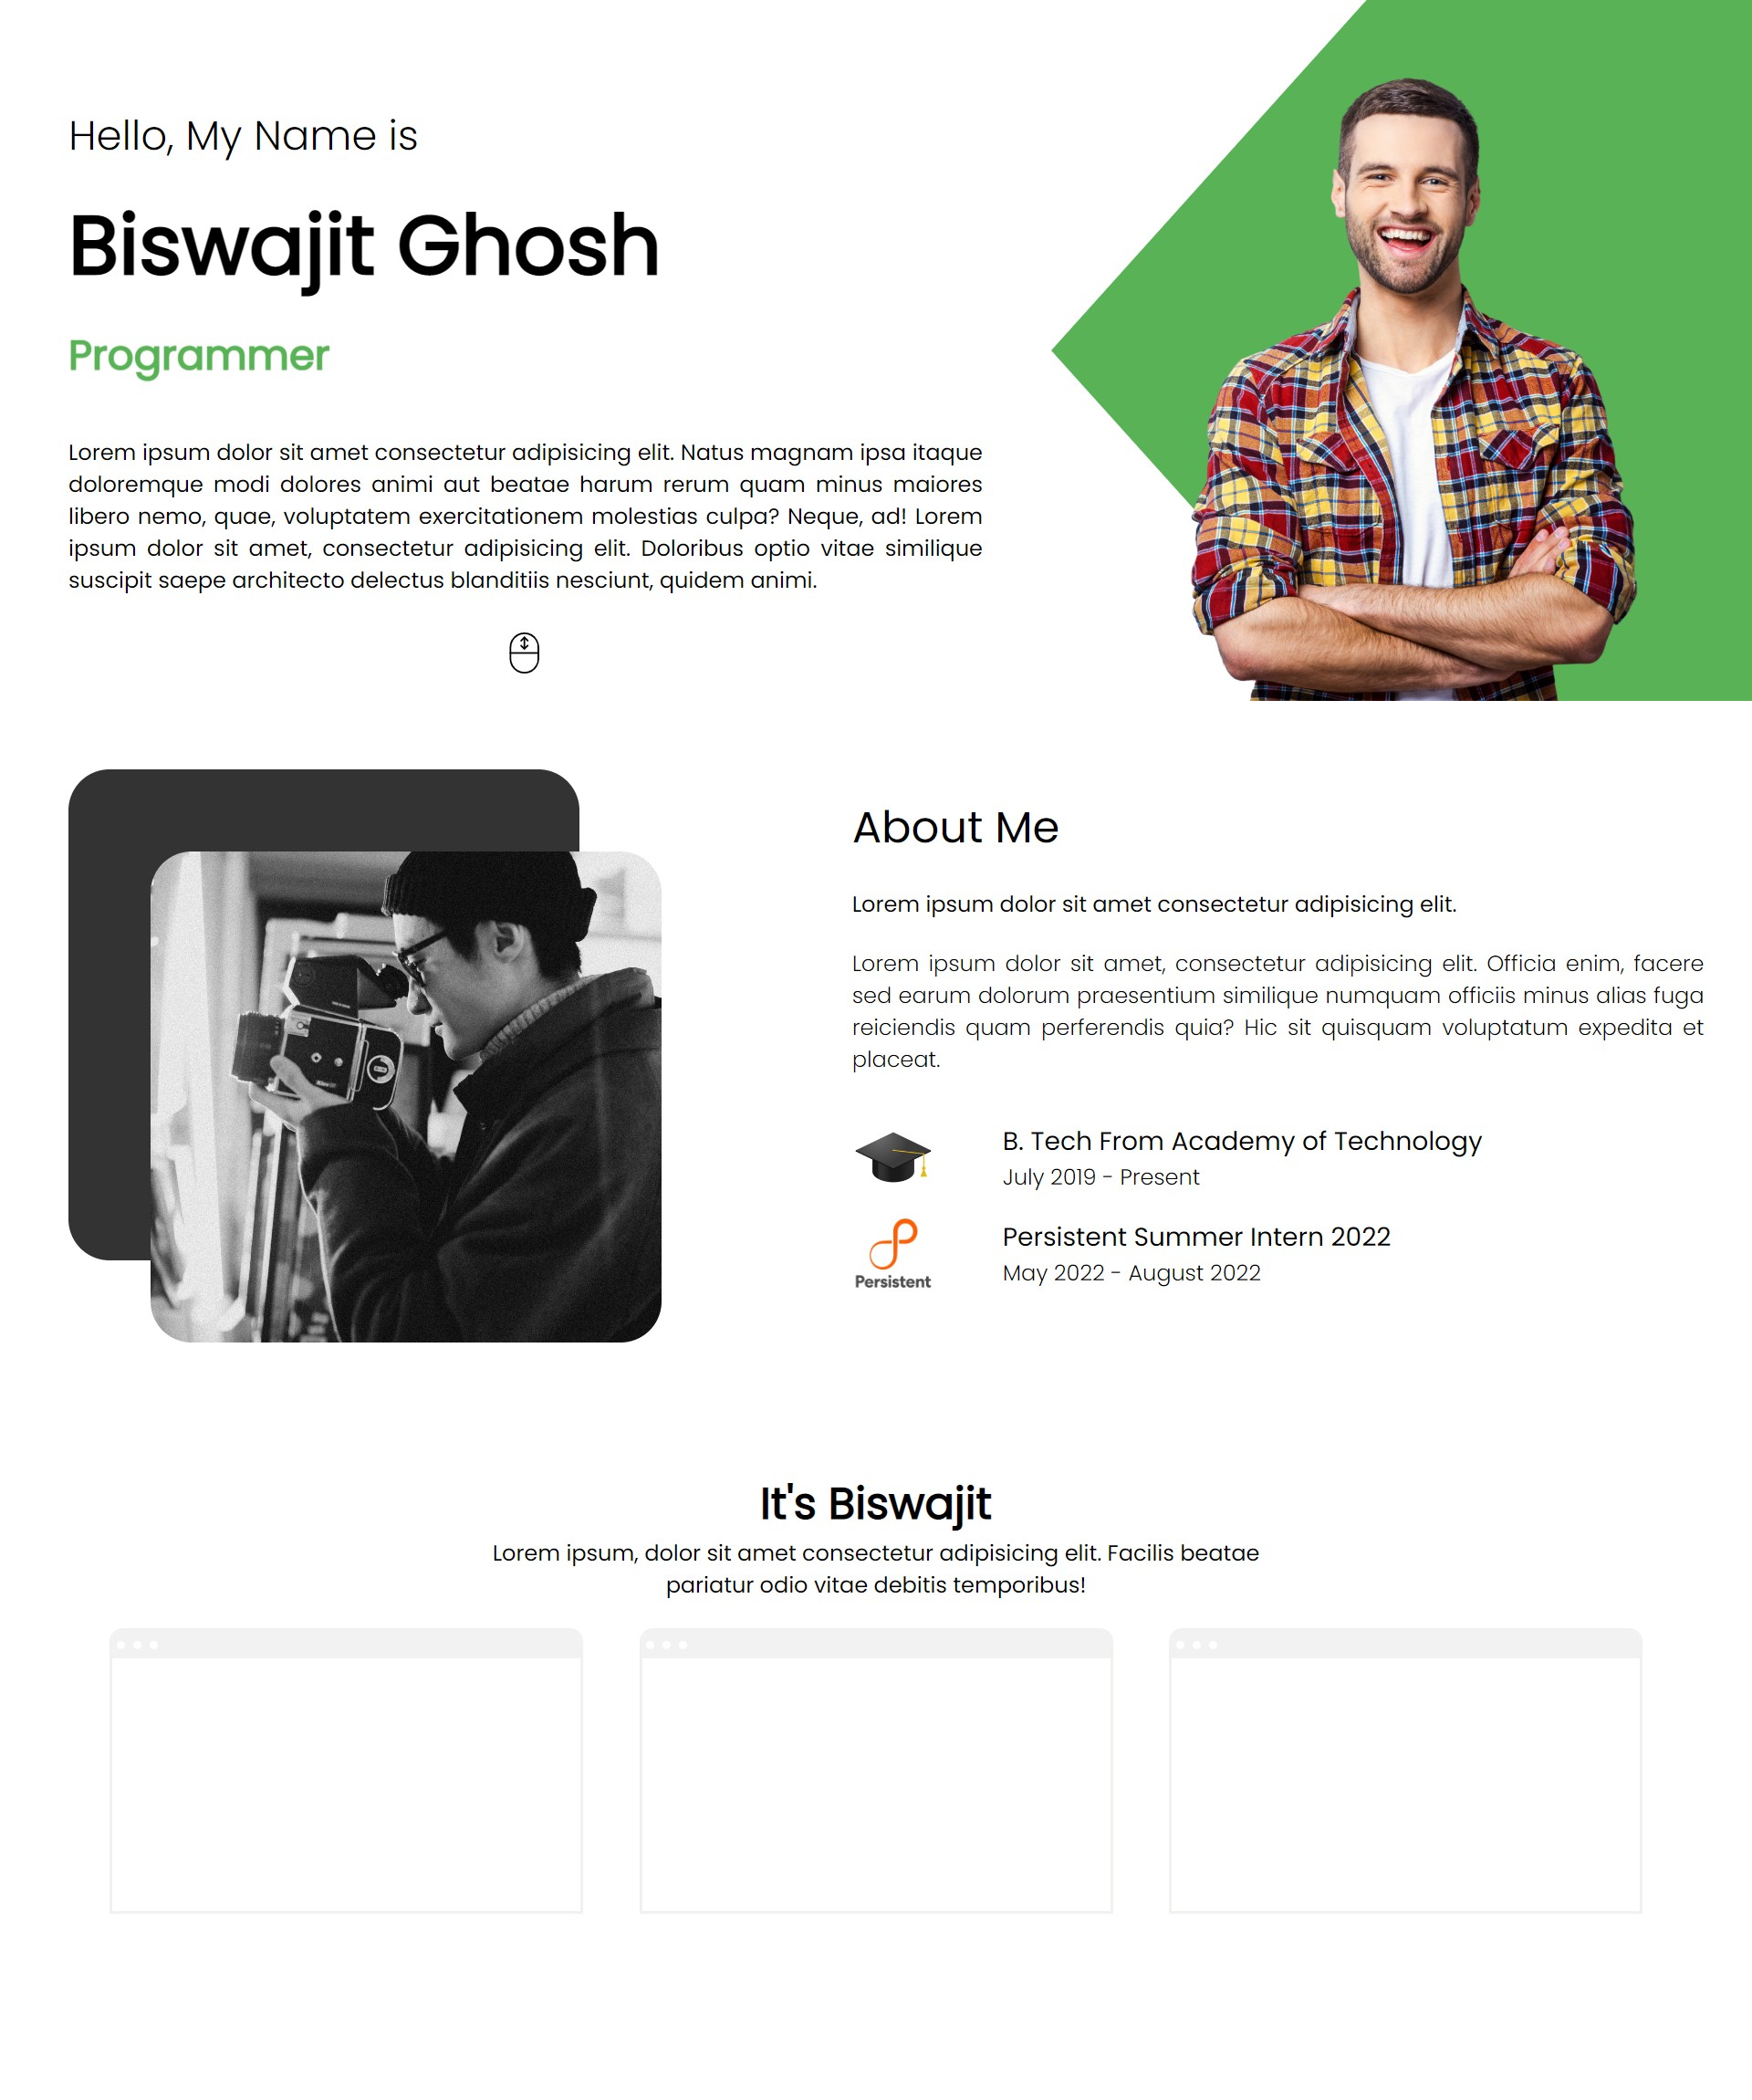 Hello, My Name is
Biswajit Ghosh
Programmer
Lorem ipsum dolor sit amet consectetur adipisicing elit. Natus magnam ipsa itaque
doloremque modi dolores animi aut beatae harum rerum quam minus maiores
libero nemo, quae, voluptatem exercitationem molestias culpa? Neque, ad! Lorem
ipsum dolor sit amet, consectetur adipisicing elit. Doloribus optio vitae similique
suscipit saepe architecto delectus blanditiis nesciunt, quidem animi.
About Me
Lorem ipsum dolor sit amet consectetur adipisicing elit.
Lorem ipsum dolor sit amet, consectetur adipisicing elit. Officia enim, facere
sed earum dolorum praesentium similique numquam officiis minus alias fuga
reiciendis quam perferendis quia? Hic sit quisquam voluptatum expedita et
placeat.
B. Tech From Academy of Technology
July 2019 - Present
Persistent
Persistent Summer Intern 2022
May 2022 - August 2022
It's Biswajit
Lorem ipsum, dolor sit amet consectetur adipisicing elit. Facilis beatae
pariatur odio vitae debitis temporibus!